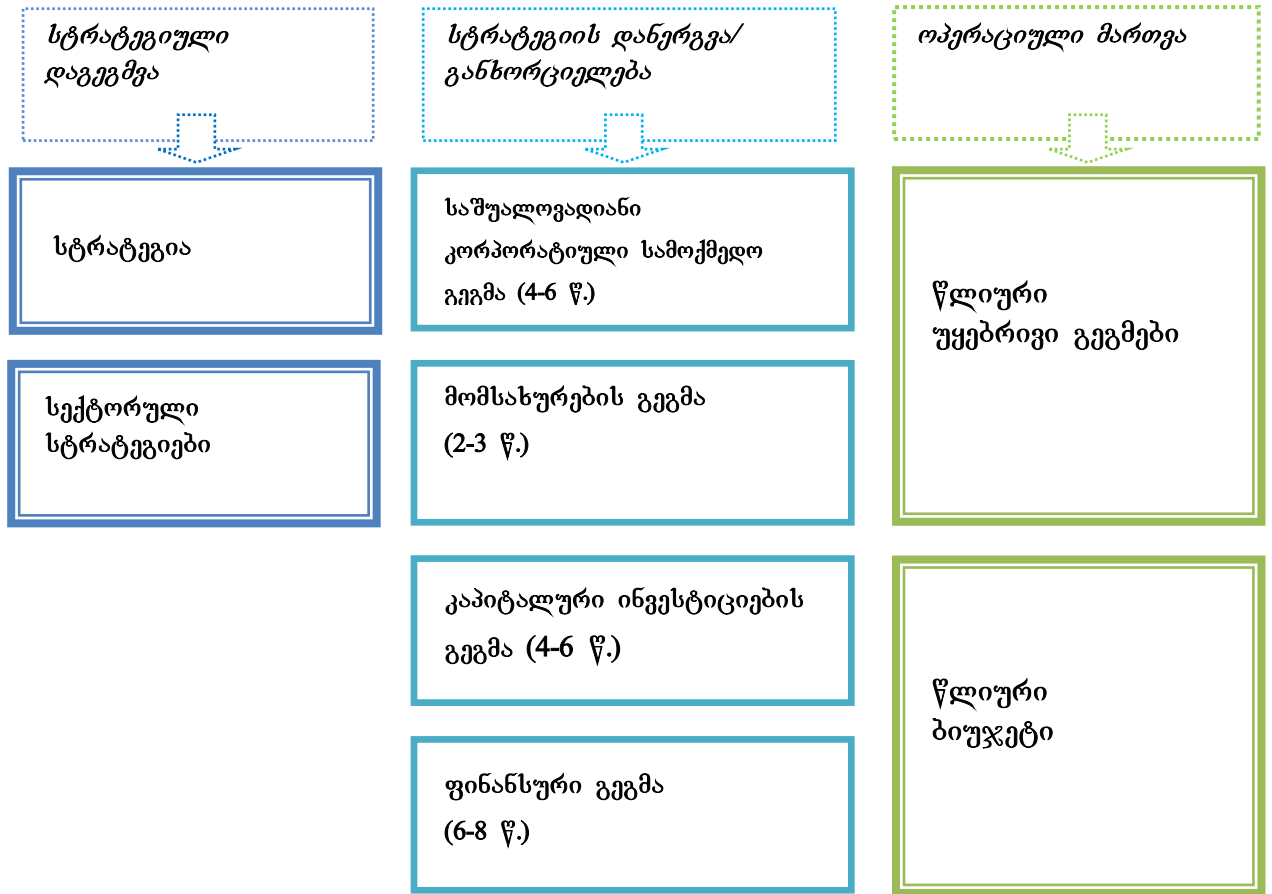 სტრატეგიული
დაგეგმვა
სტრატეგიის დანერგვა/
განხორციელება
ოპერაციული მართვა
სტრატეგია
სექტორული
სტრატეგიები
საშუალოვადიანი
კორპორატიული სამოქმედო
გეგმა (4-6 წ.)
მომსახურების გეგმა
(2-3 წ.)
კაპიტალური ინვესტიციების
გეგმა (4-6 წ.)
ფინანსური გეგმა
(6-8 წ.)
წლიური
უყებრივი გეგმები
წლიური
ბიუჯეტი